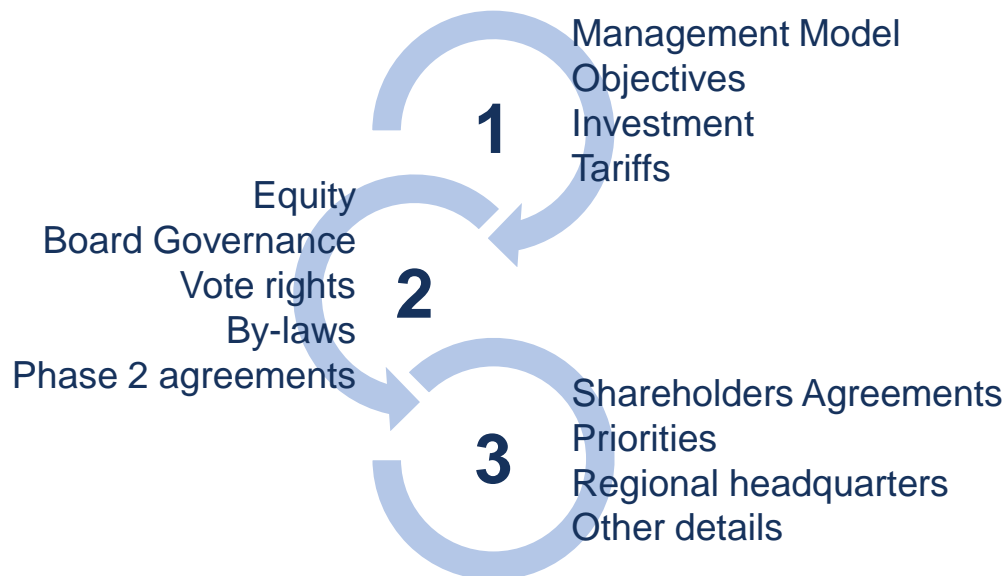 1
Management Model
Objectives
Investment
Tariffs
2
Equity
Board Governance
Vote rights
By-laws
Phase 2 agreements
3
Shareholders Agreements
Priorities
Regional headquarters
Other details